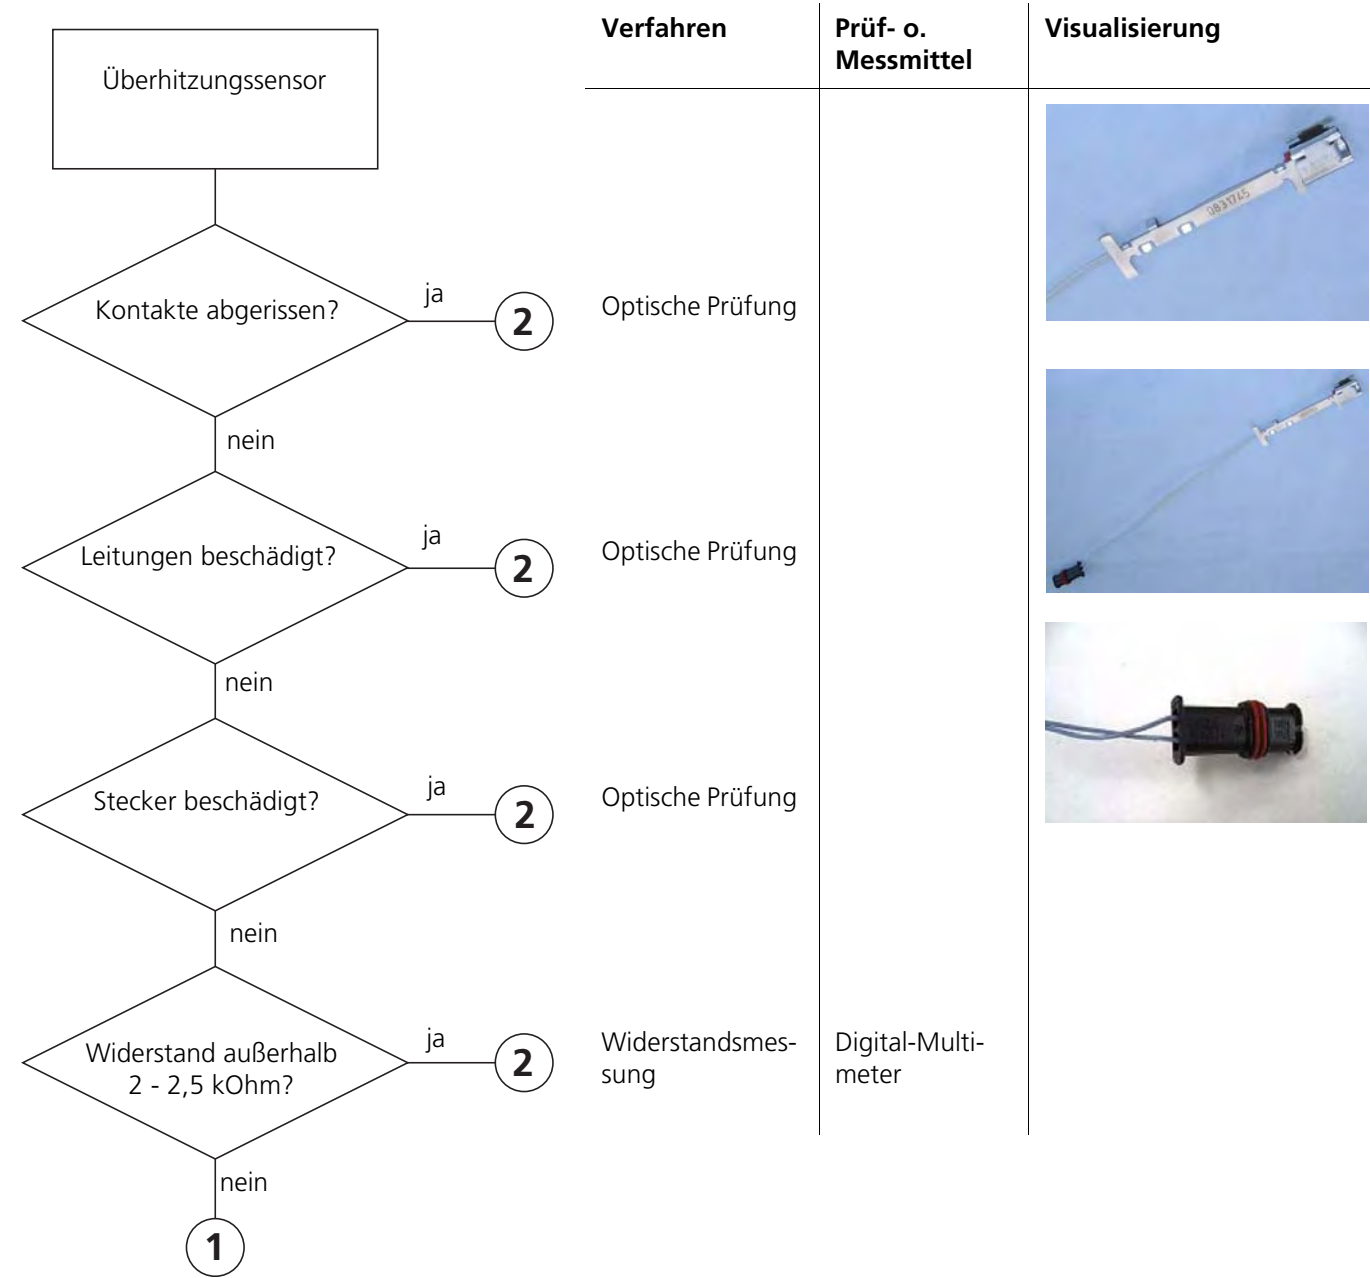 Überhitzungssensor
Verfahren
Prüf- o.
Messmittel
Visualisierung
0831745
Kontakte abgerissen?
ja
2
Optische Prüfung
nein
Leitungen beschädigt?
ja
2
Optische Prüfung
nein
Stecker beschädigt?
ja
2
Optische Prüfung
nein
Widerstand außerhalb
2 - 2,5 kOhm?
ja
2
Widerstandsmes-
sung
Digital-Multi-
meter
nein
1